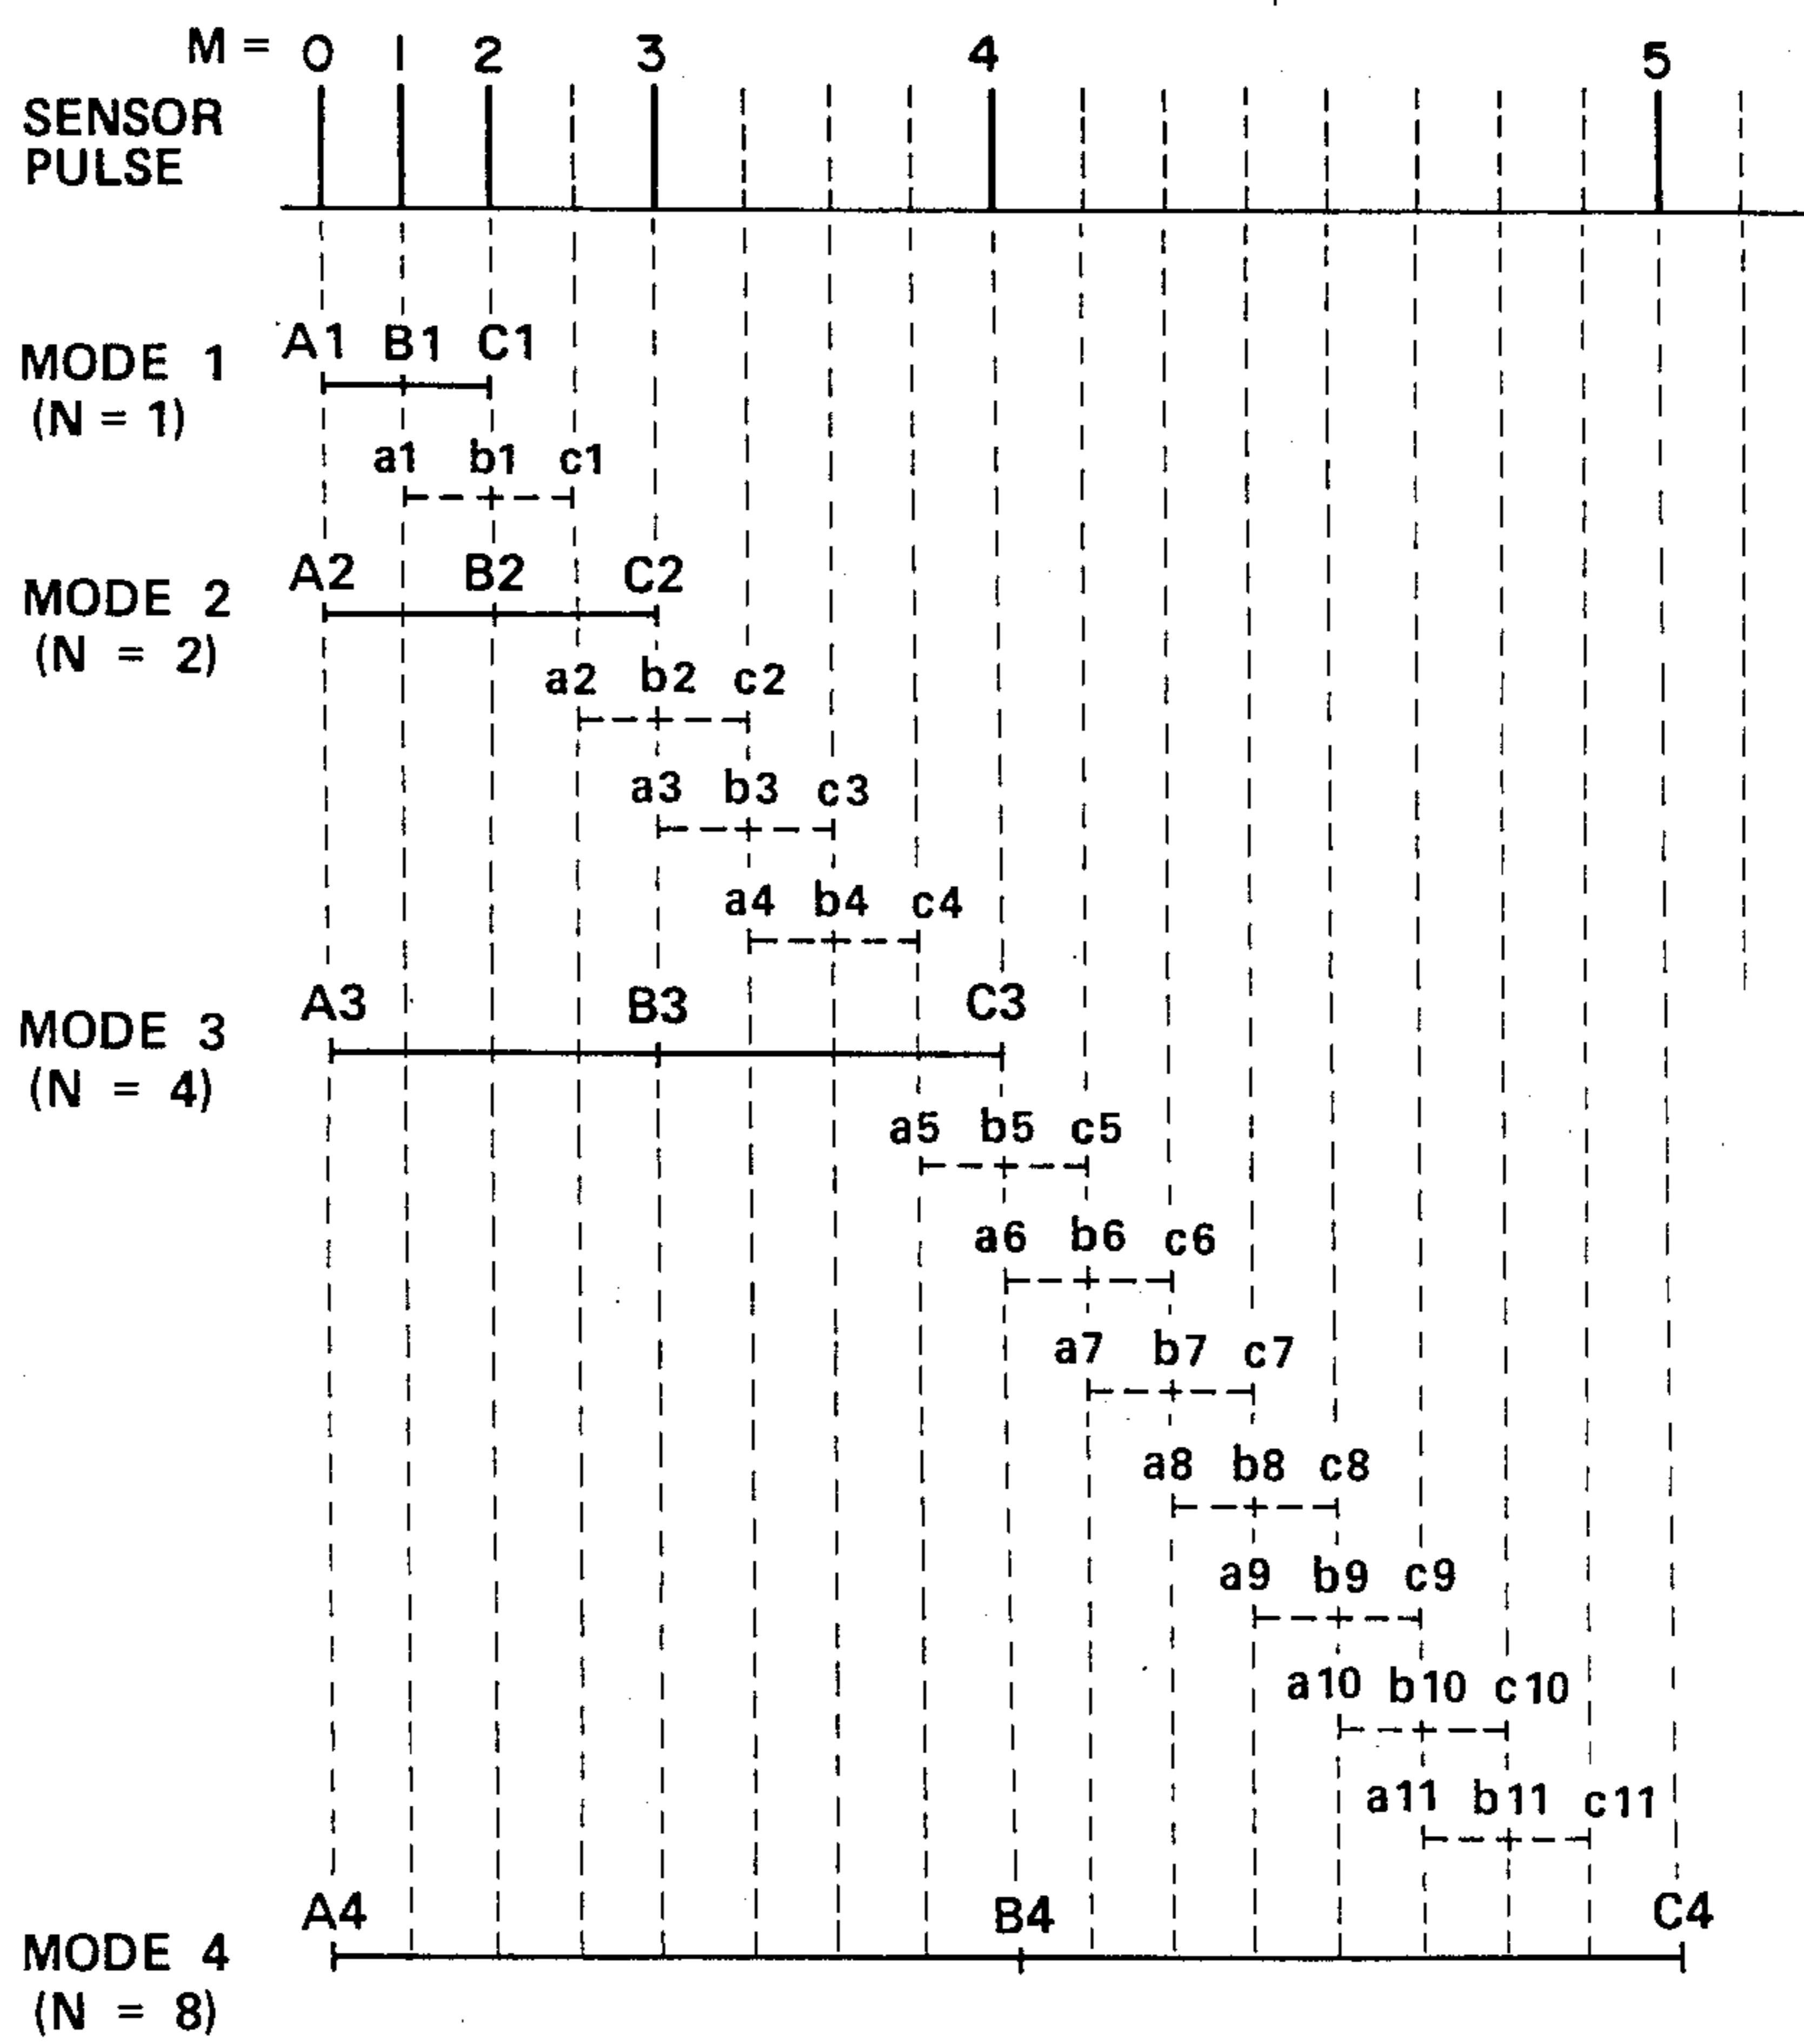 M = 0 1 2 3 4 5
SENSOR
PULSE
A1 B1 C1
MODE 1
(N = 1)
a1 b1 c1
A2 B2 C2
MODE 2
(N = 2)
a2 b2 c2
a3 b3 c3
a4 b4 c4
A3 B3 C3
MODE 3
(N = 4)
a5 b5 c5
a6 b6 c6
a7 b7 c7
a8 b8 c8
a9 b9 c9
a10 b10 c10
a11 b11 c11
A4 B4 C4
MODE 4
(N = 8)